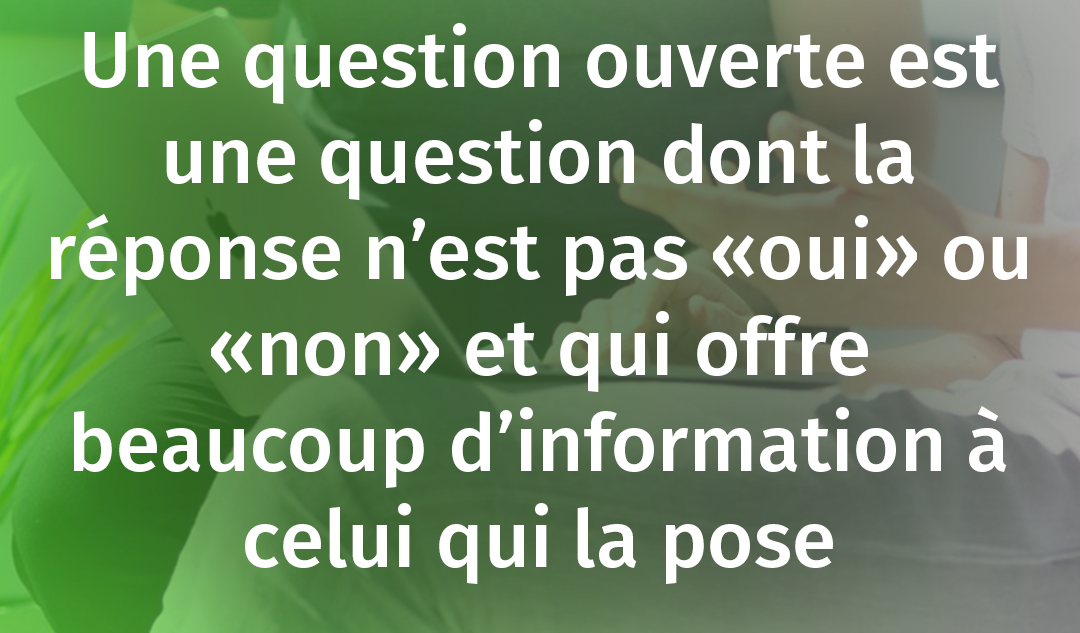 Une question ouverte est
une question dont la
réponse n’est pas «oui» ou
«non» et qui offre
beaucoup d’information à
celui qui la pose